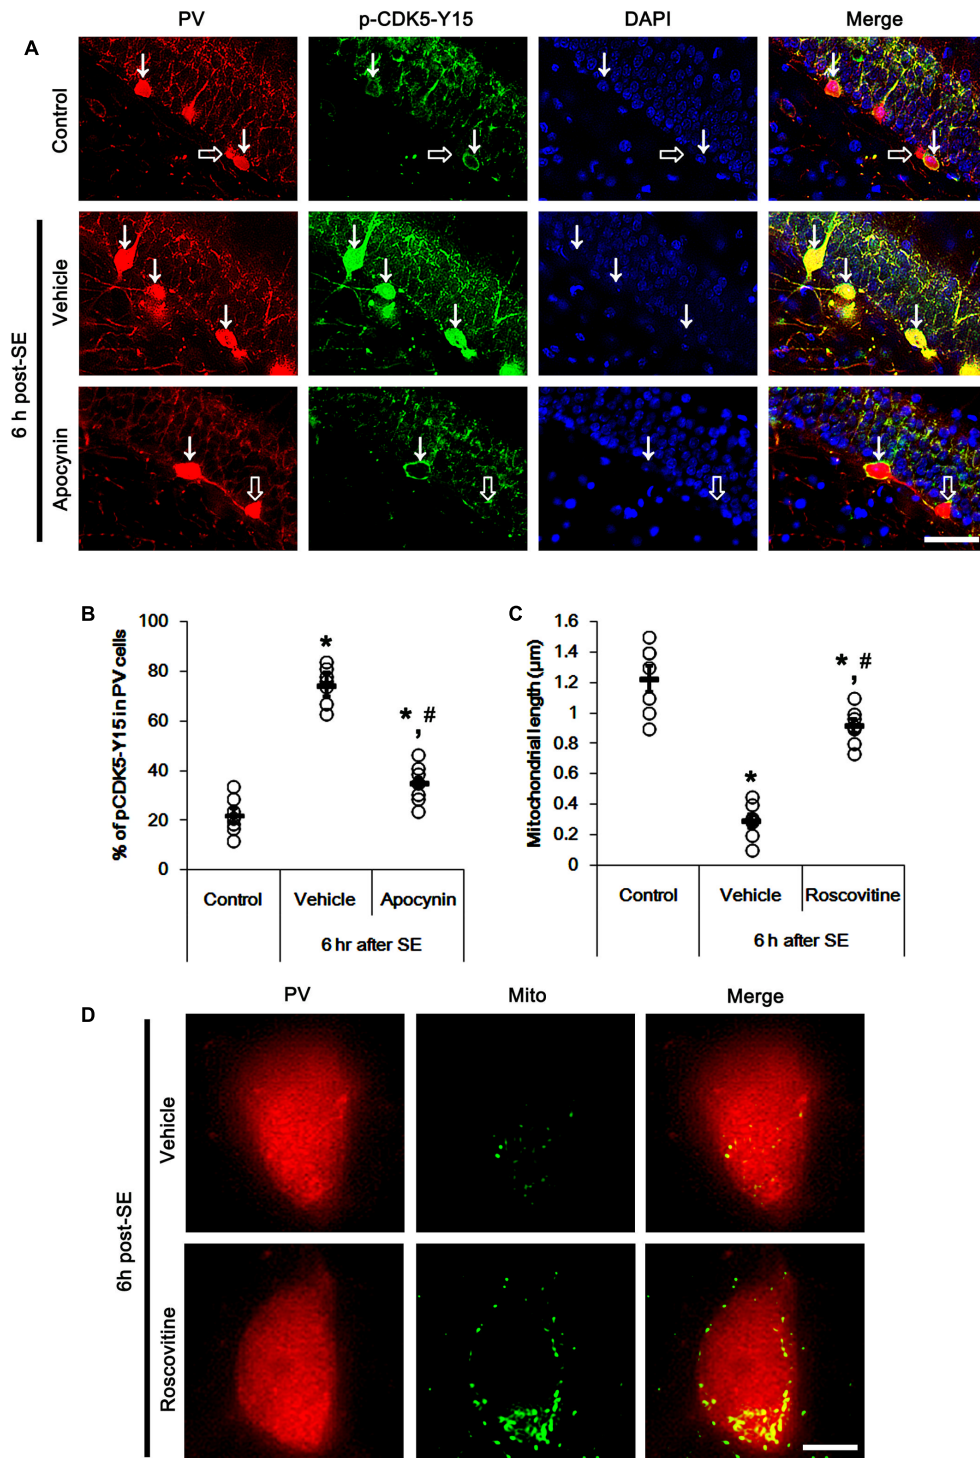 PV p-CDK5-Y15 DAPI Merge
A
Control
6 h post-SE
Vehicle
Apocynin
B
% of pCDK5-Y15 in PV cells
100
80
60
40
20
0
*
*, #
Control Vehicle Apocynin
6 hr after SE
C
Mitochondrial length (μm)
1.6
1.4
1.2
1
0.8
0.6
0.4
0.2
0
*
*, #
Control Vehicle Roscovitine
6 h after SE
D
PV Mito Merge
6h post-SE
Vehicle
Roscovitine